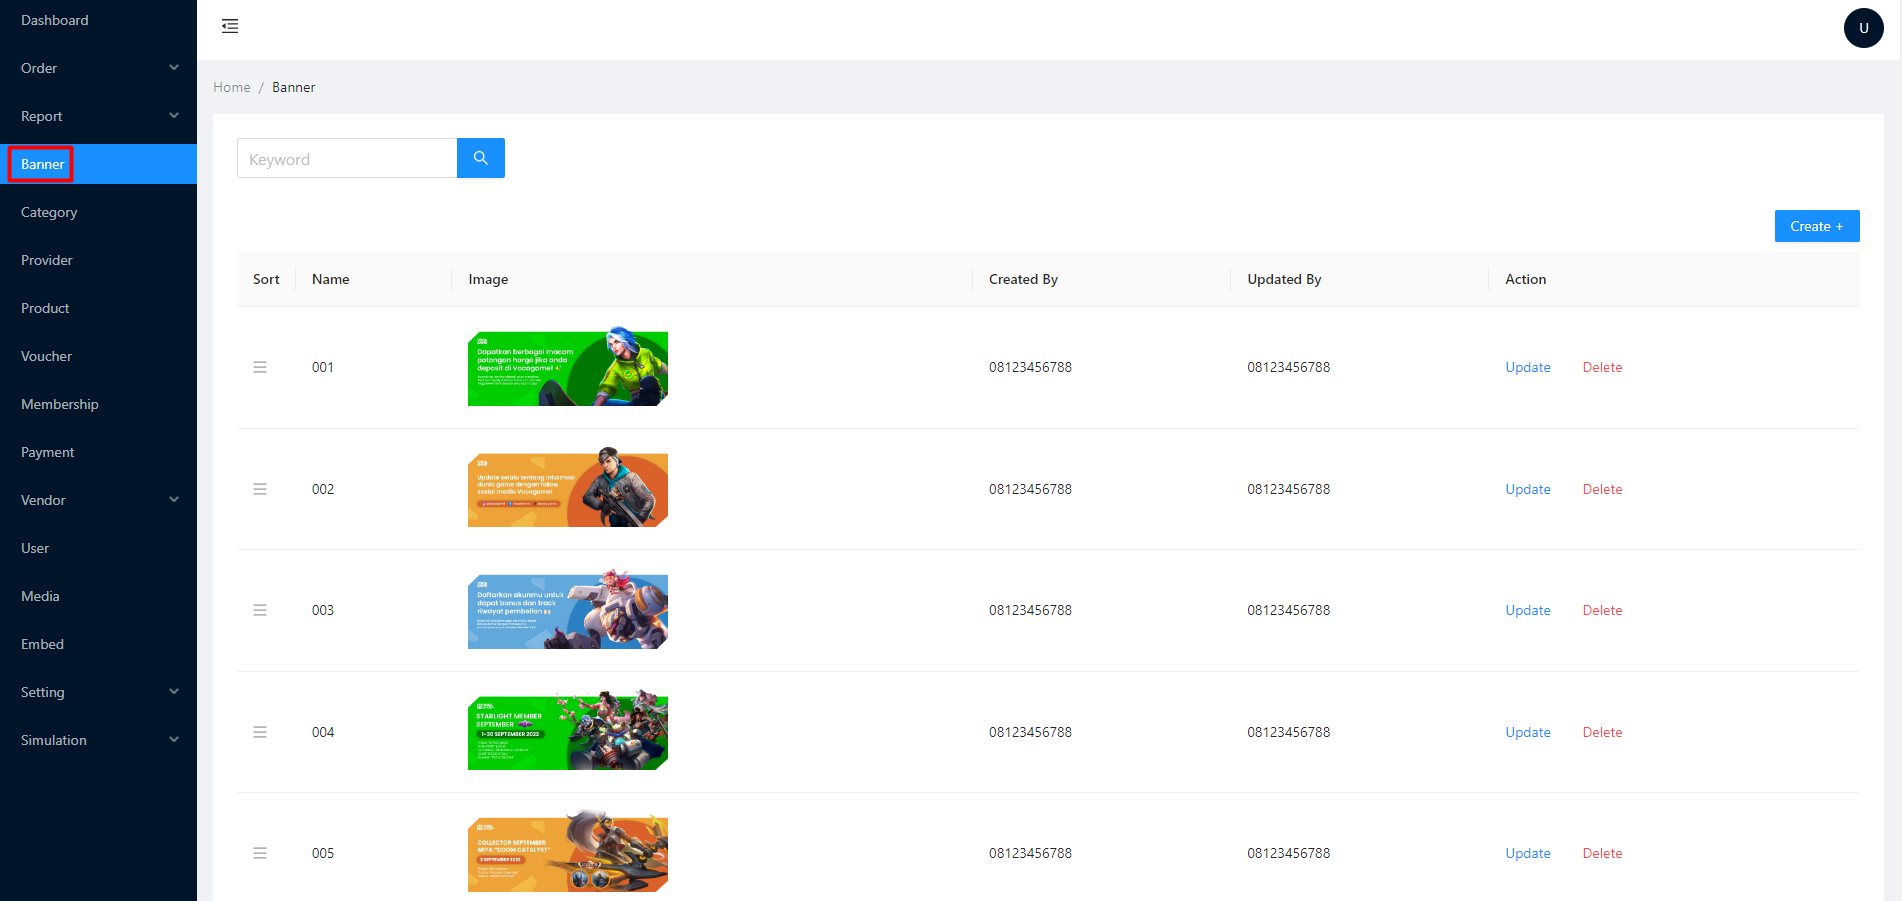 Dashboard
Order
Report
Banner
Category
Provider
Product
Voucher
Membership
Payment
Vendor
User
Media
Embed
Setting
Simulation
U
Home / Banner
Keyword
Create +
Sort Name Image Created By Updated By Action
001
Dapatkan berbagai macam
potongan harga jika anda
deposit di Vocagame!
08123456788 08123456788 Update Delete
002
Update selalu tentang informasi
dunia game dengan follow
sosial media Vocagame!
08123456788 08123456788 Update Delete
003
Daftarkan akunmu untuk
dapat bonus dan track
riwayat pembelian
08123456788 08123456788 Update Delete
004
STARLIGHT MEMBER
SEPTEMBER
1-30 SEPTEMBER 2022
08123456788 08123456788 Update Delete
005
COLLECTOR SEPTEMBER
MIYA "DOOM CATALYST"
3 SEPTEMBER 2022
08123456788 08123456788 Update Delete